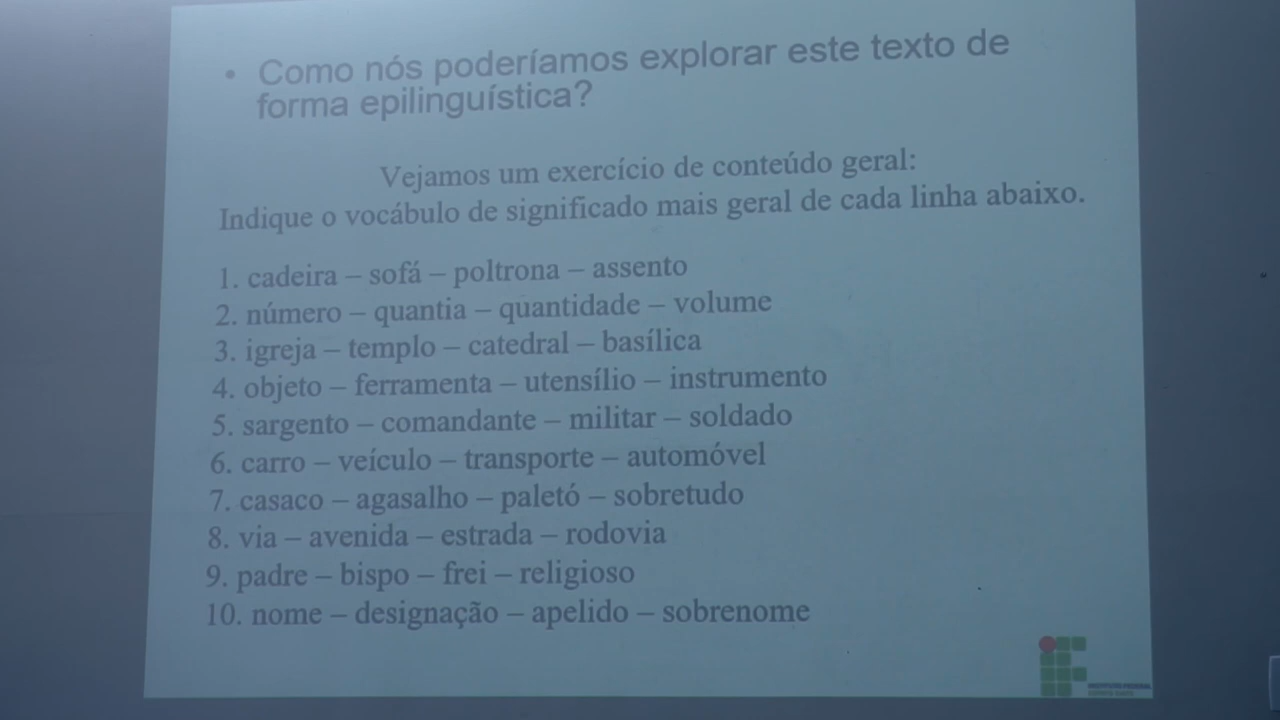 • Como nós poderíamos explorar este texto de
forma epilinguística?
Vejamos um exercício de conteúdo geral:
Indique o vocábulo de significado mais geral de cada linha abaixo.
1. cadeira – sofá – poltrona – assento
2. número – quantia – quantidade – volume
3. igreja – templo – catedral – basílica
4. objeto – ferramenta – utensílio – instrumento
5. sargento – comandante – militar – soldado
6. carro – veículo – transporte – automóvel
7. casaco – agasalho – paletó – sobretudo
8. via – avenida – estrada – rodovia
9. padre – bispo – frei – religioso
10. nome – designação – apelido – sobrenome
INSTITUTO FEDERAL